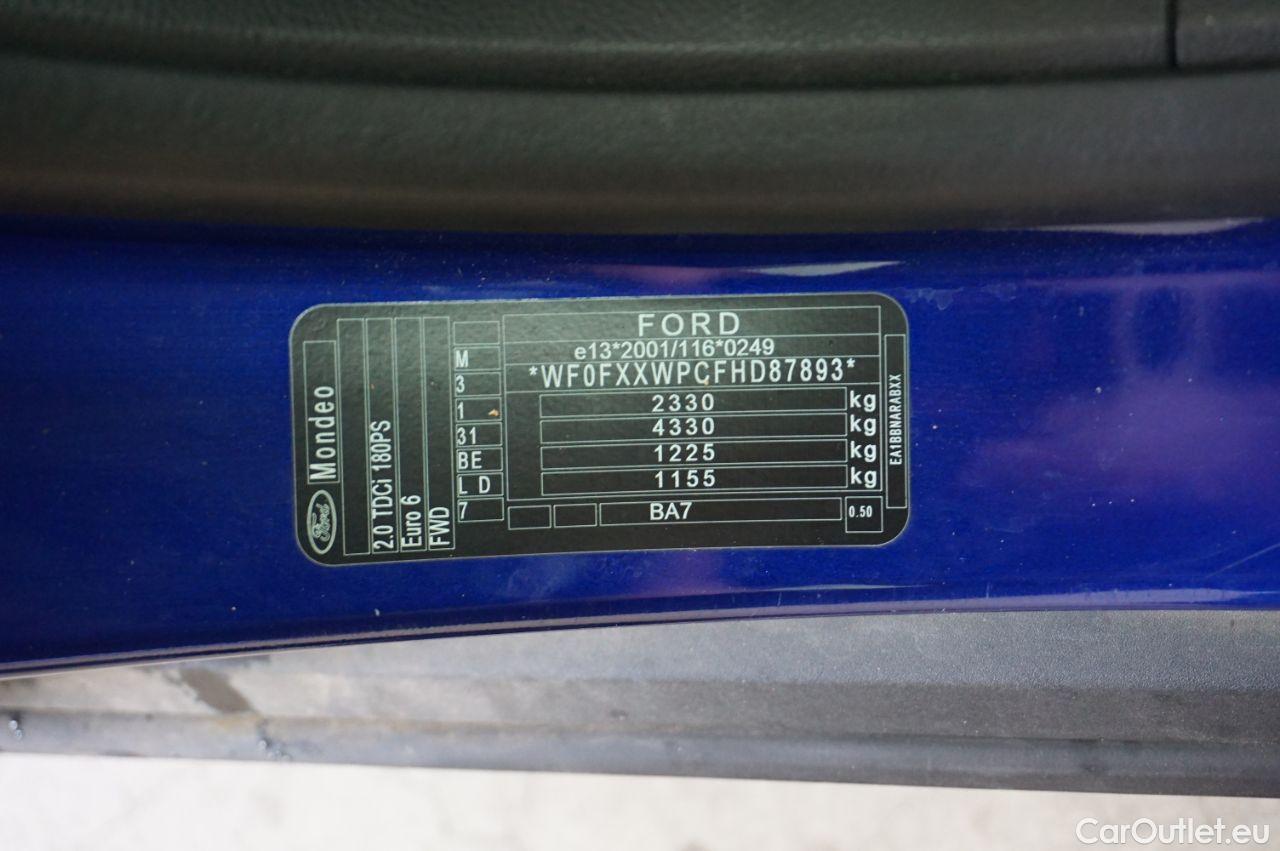 FORD
e13*2001/116*0249
*WF0FXXWPCFHD87893*
2330 kg
4330 kg
1225 kg
1155 kg
BA7
0.50
M
3
1
31
BE
L D
7
Ford
Mondeo
2.0 TDCi 180PS
Euro 6
FWD
EA1BBNARABXX
CarOutlet.eu